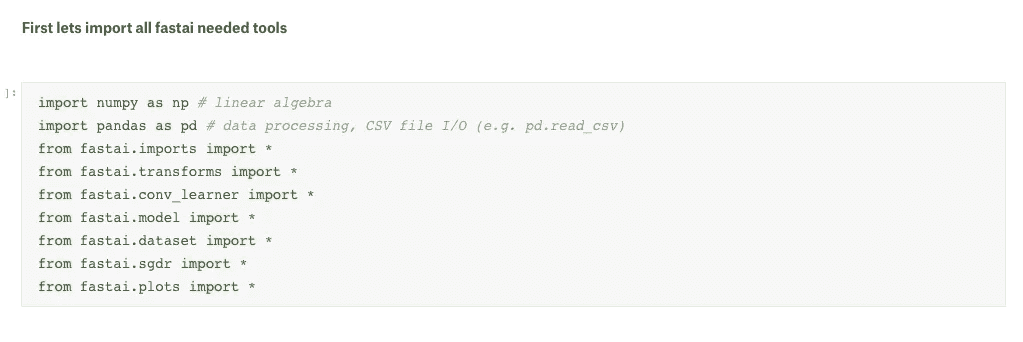 First lets import all fastai needed tools
]:
import numpy as np # linear algebra
import pandas as pd # data processing, CSV file I/O (e.g. pd.read_csv)
from fastai.imports import *
from fastai.transforms import *
from fastai.conv_learner import *
from fastai.model import *
from fastai.dataset import *
from fastai.sgdr import *
from fastai.plots import *